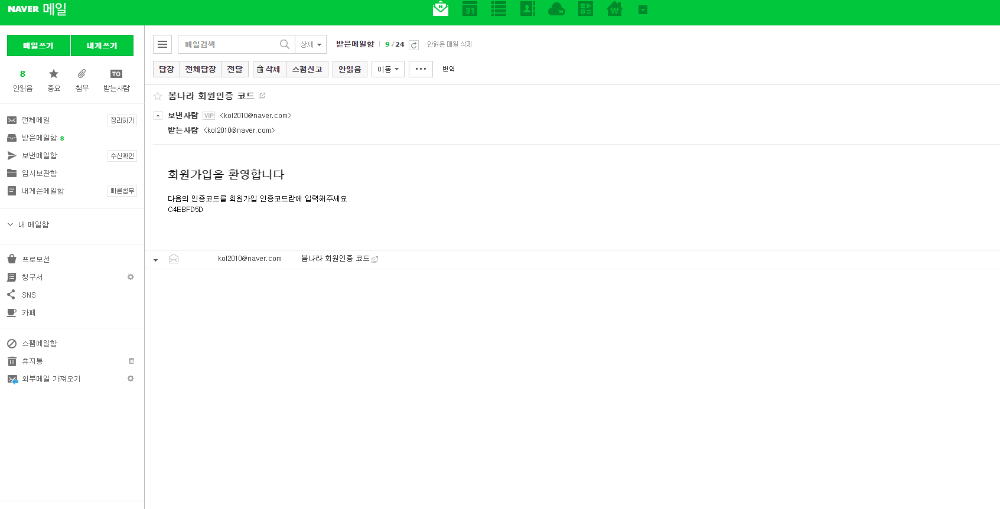 NAVER 메일
31
메일쓰기 내게쓰기
8
안읽음 중요 첨부 TO 받는사람
전체메일 정리하기
받은메일함 8
보낸메일함 수신확인
임시보관함
내게쓴메일함 빠른첨부
내 메일함
프로모션
청구서
SNS
카페
스팸메일함
휴지통
외부메일 가져오기
메일검색 상세 받은메일함 9/24 안읽은 메일 삭제
답장 전체답장 전달 삭제 스팸신고 안읽음 이동 ••• 번역
봄나라 회원인증 코드
보낸사람 VIP <kol2010@naver.com>
받는사람 <kol2010@naver.com>
회원가입을 환영합니다
다음의 인증코드를 회원가입 인증코드란에 입력해주세요
C4EBFD5D
kol2010@naver.com 봄나라 회원인증 코드